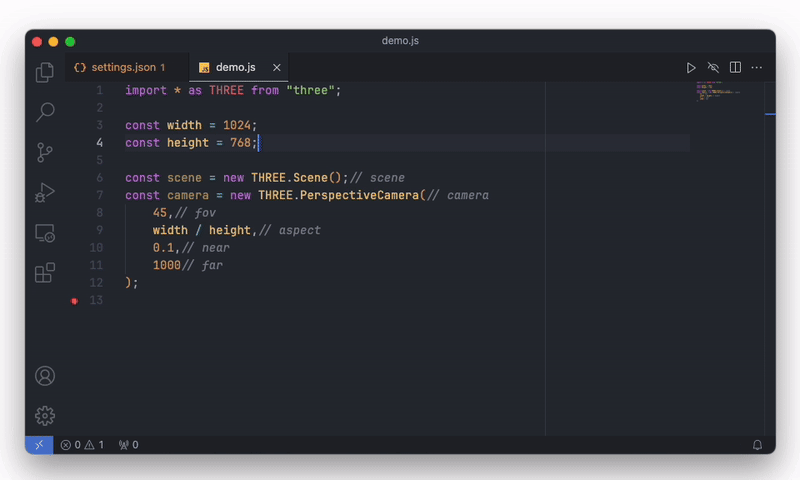 demo.js
{} settings.json 1
JS demo.js
1 import * as THREE from "three";
2
3 const width = 1024;
4 const height = 768;
5
6 const scene = new THREE.Scene();// scene
7 const camera = new THREE.PerspectiveCamera(// camera
8 45,// fov
9 width / height,// aspect
10 0.1,// near
11 1000// far
12 );
13
0 1 0